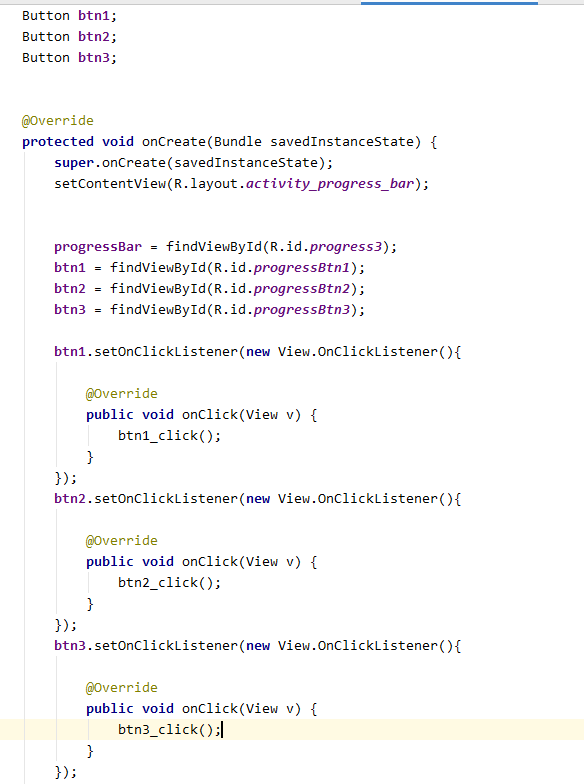 Button btn1;
Button btn2;
Button btn3;
@Override
protected void onCreate(Bundle savedInstanceState) {
super.onCreate(savedInstanceState);
setContentView(R.layout.activity_progress_bar);
progressBar = findViewById(R.id.progress3);
btn1 = findViewById(R.id.progressBtn1);
btn2 = findViewById(R.id.progressBtn2);
btn3 = findViewById(R.id.progressBtn3);
btn1.setOnClickListener(new View.OnClickListener(){
@Override
public void onClick(View v) {
btn1_click();
}
});
btn2.setOnClickListener(new View.OnClickListener(){
@Override
public void onClick(View v) {
btn2_click();
}
});
btn3.setOnClickListener(new View.OnClickListener(){
@Override
public void onClick(View v) {
btn3_click();
}
});